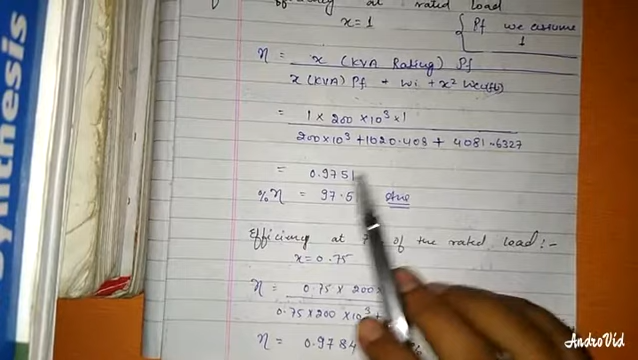 Efficiency at rated load
x = 1
{ Pf we assume
1
η = x (KVA Rating) Pf
x (KVA) Pf + Wi + x² Wcu(fl)
= 1 x 200 x 10³ x 1
200 x 10³ + 1020.408 + 4081.6327
= 0.9751
% η = 97.5 Ans
Efficiency at of the rated load :-
x = 0.75
η = 0.75 x 200
0.75 x 200 x 10³ +
η = 0.9784
Synthesis
AndroVid